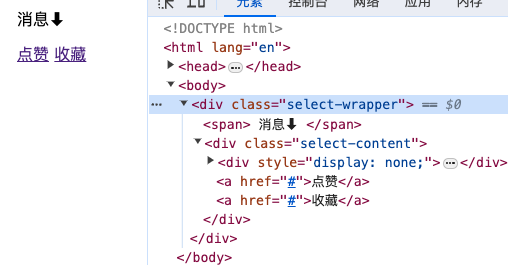 消息⬇
点赞 收藏
元素 控制台 网络 应用 内存
<!DOCTYPE html>
<html lang="en">
<head>…</head>
<body>
… <div class="select-wrapper"> == $0
<span> 消息⬇ </span>
<div class="select-content">
<div style="display: none;">…</div>
<a href="#">点赞</a>
<a href="#">收藏</a>
</div>
</div>
</body>